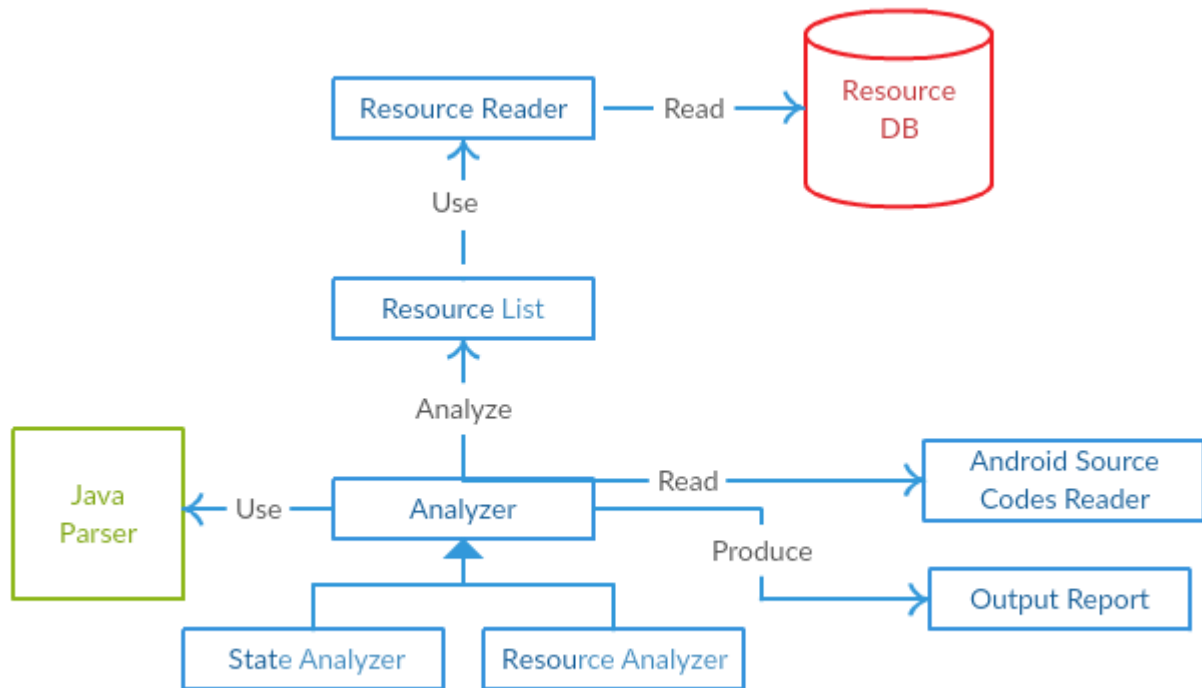 Resource Reader
Read
Resource
DB
Use
Resource List
Analyze
Java
Parser
Use
Analyzer
Read
Android Source
Codes Reader
Produce
Output Report
State Analyzer
Resource Analyzer